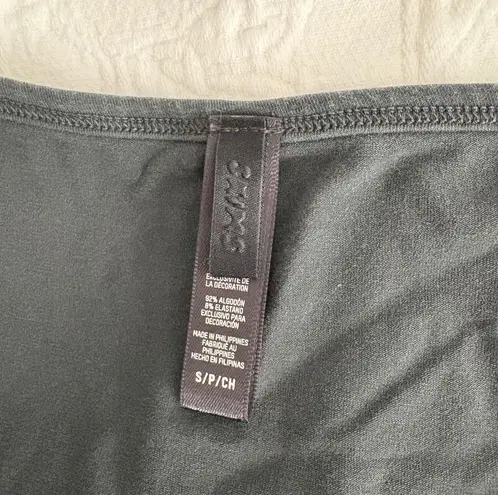 SKIMS
EXCLUSIVITÉ DE
LA DÉCORATION
92% ALGODÓN
8% ELASTANO
EXCLUSIVO PARA
DECORACIÓN
MADE IN PHILIPPINES
FABRIQUÉ AU
PHILIPPINES
HECHO EN FILIPINAS
S/P/CH